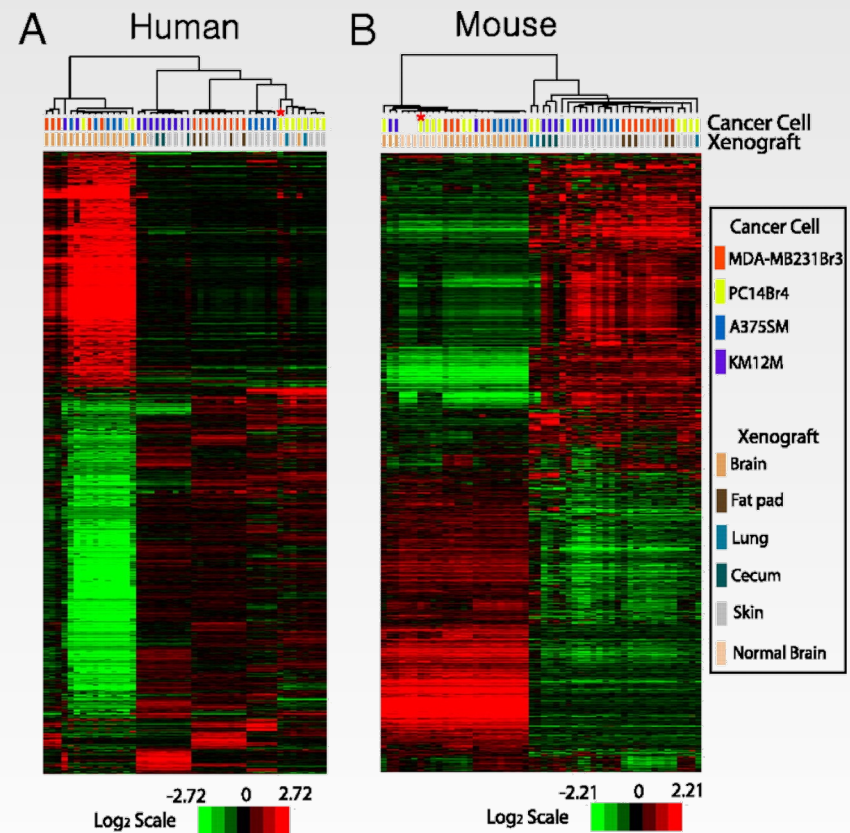 A Human
B Mouse
Cancer Cell
Xenograft
Cancer Cell
MDA-MB231Br3
PC14Br4
A375SM
KM12M
Xenograft
Brain
Fat pad
Lung
Cecum
Skin
Normal Brain
-2.72 0 2.72
Log2 Scale
-2.21 0 2.21
Log2 Scale